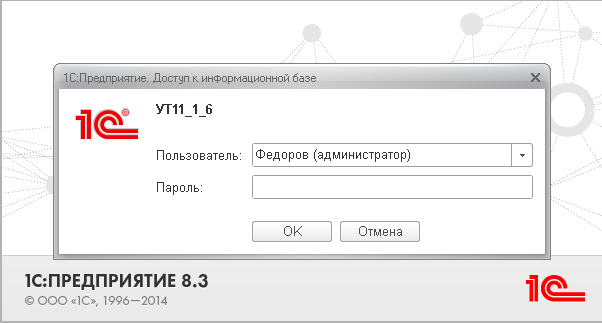 1С:Предприятие. Доступ к информационной базе
1С®
УТ11_1_6
Пользователь: Федоров (администратор)
Пароль:
OK Отмена
1С:ПРЕДПРИЯТИЕ 8.3
© ООО «1С», 1996—2014
1С